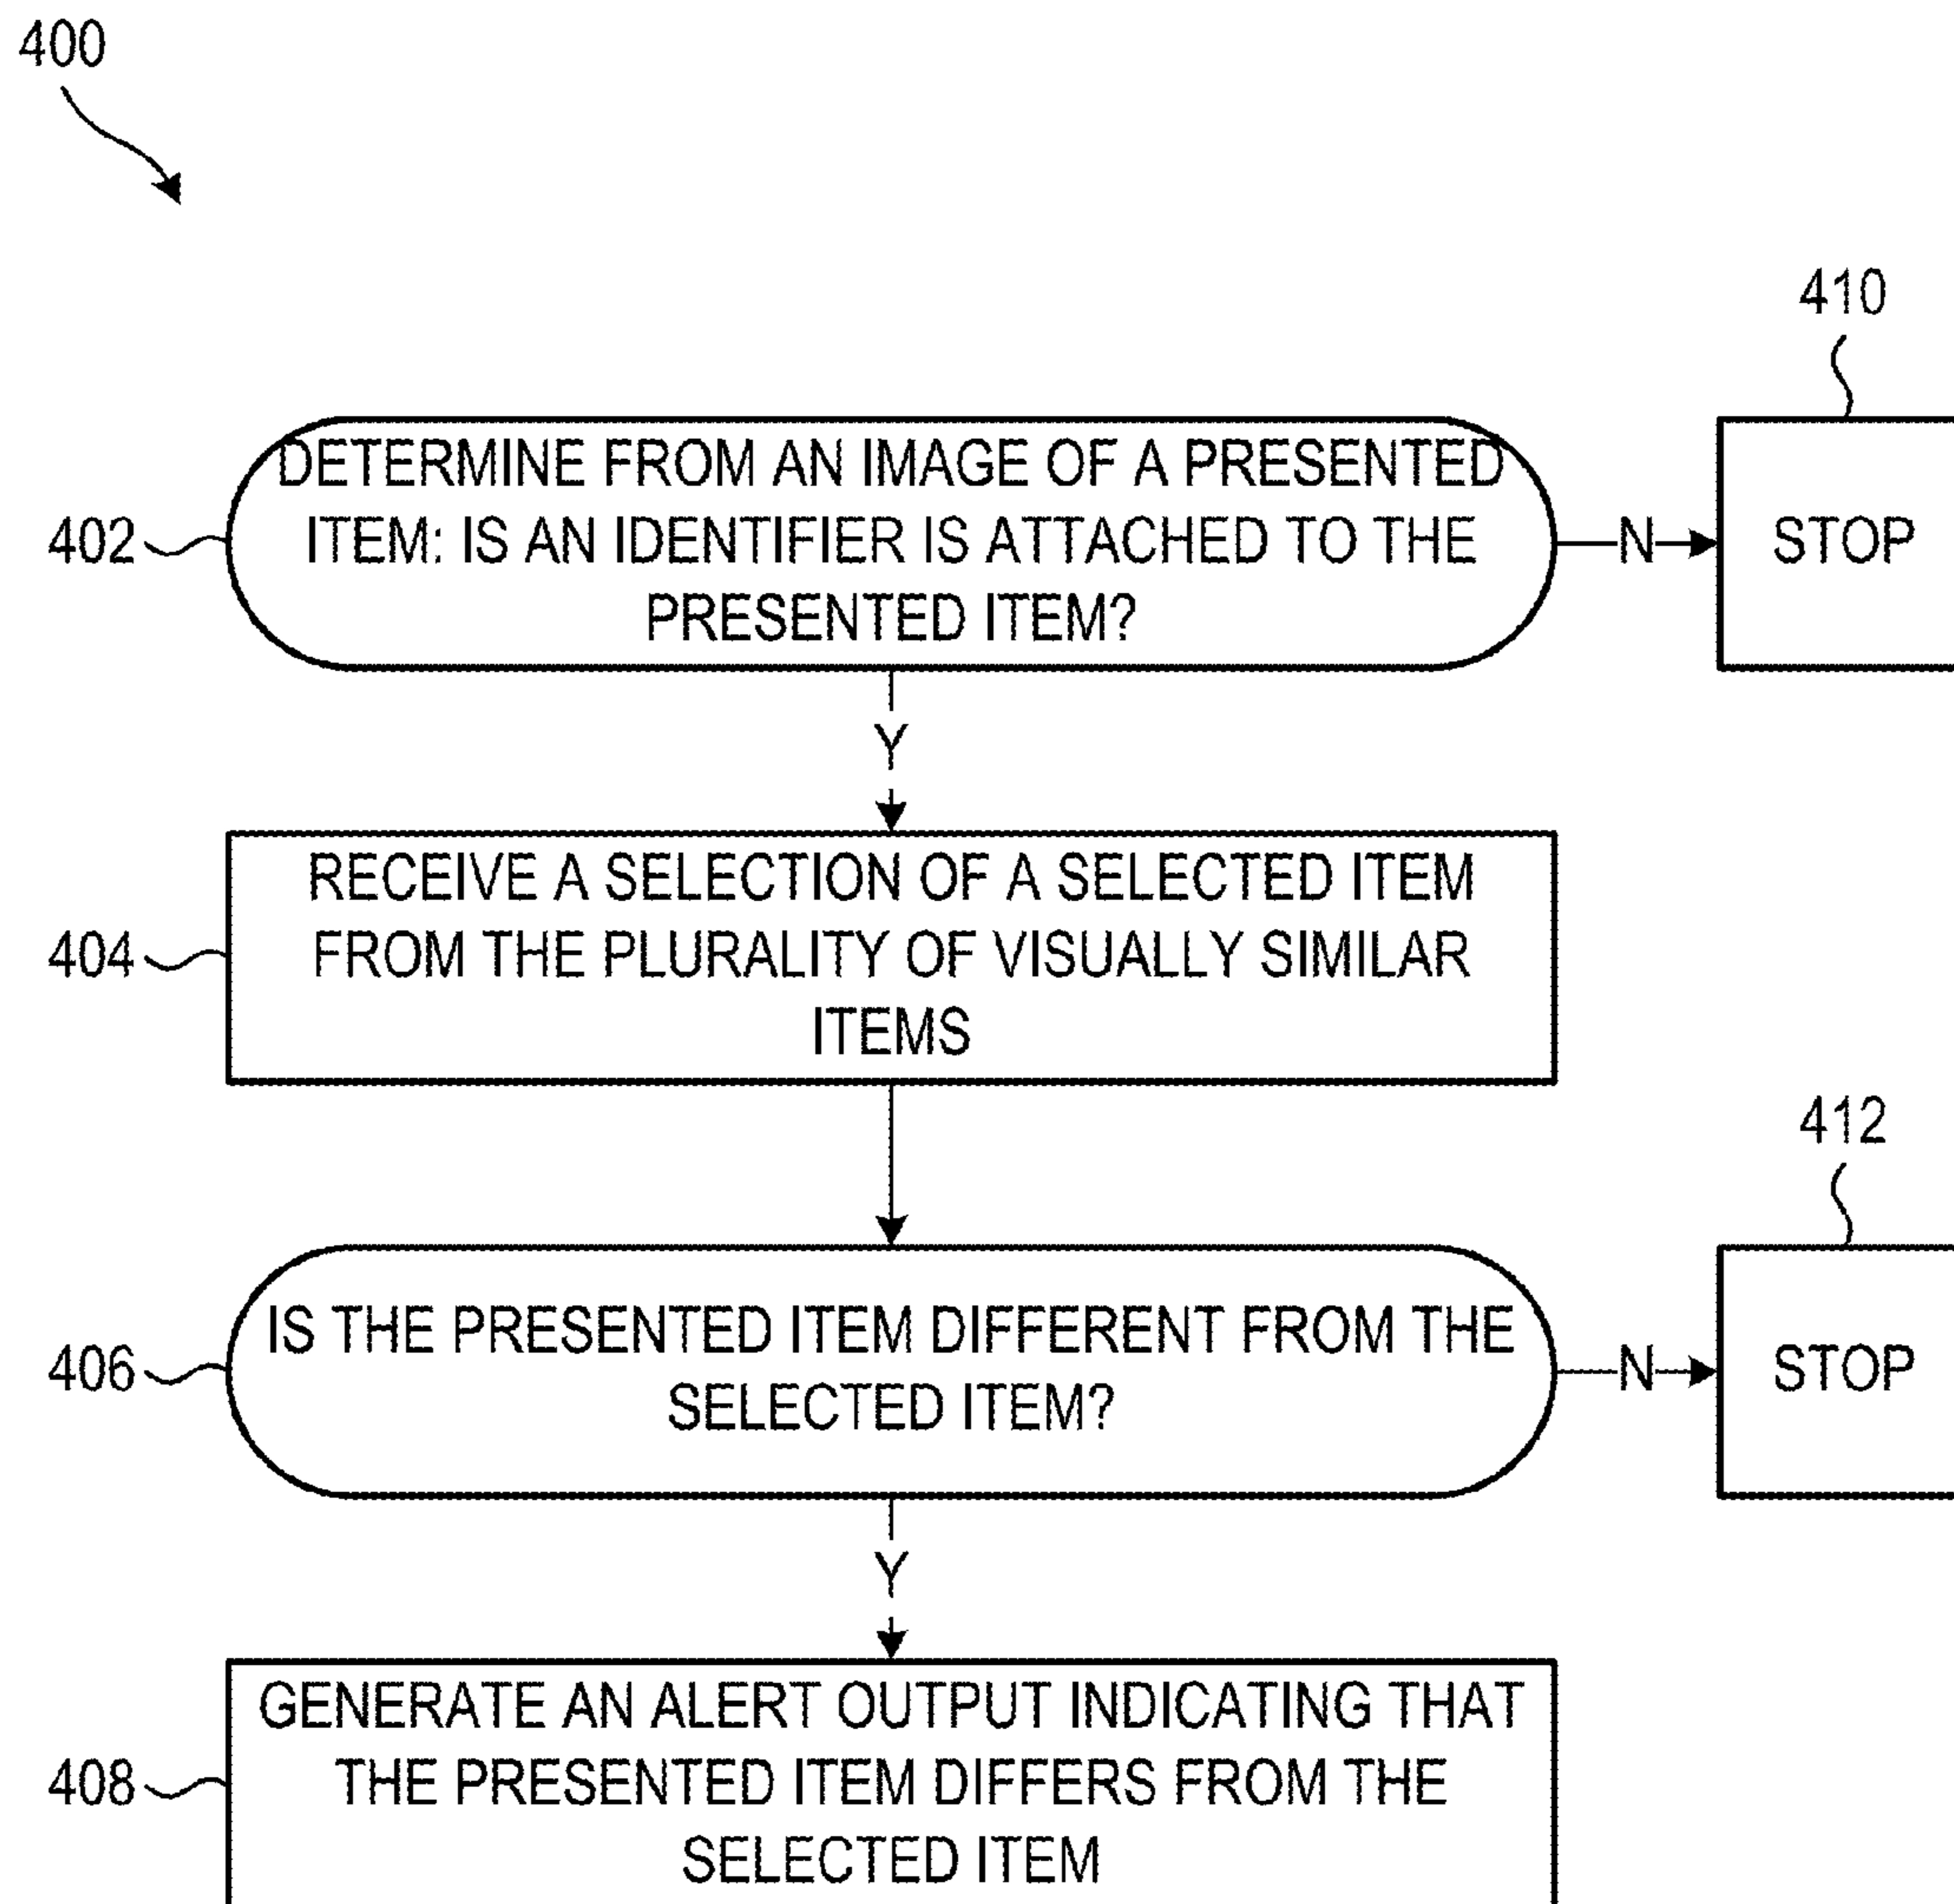 400
410
402
DETERMINE FROM AN IMAGE OF A PRESENTED
ITEM: IS AN IDENTIFIER IS ATTACHED TO THE
PRESENTED ITEM?
N
STOP
Y
404
RECEIVE A SELECTION OF A SELECTED ITEM
FROM THE PLURALITY OF VISUALLY SIMILAR
ITEMS
412
406
IS THE PRESENTED ITEM DIFFERENT FROM THE
SELECTED ITEM?
N
STOP
Y
408
GENERATE AN ALERT OUTPUT INDICATING THAT
THE PRESENTED ITEM DIFFERS FROM THE
SELECTED ITEM